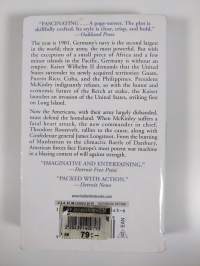 "FASCINATING . . . A page-turner. The plot is
skillfully crafted. Its style is clear, crisp, and bold."
—Oakland Press
The year is 1901. Germany's navy is the second largest
in the world; their army, the most powerful. But with
the exception of a small piece of Africa and a few
minor islands in the Pacific, Germany is without an
empire. Kaiser Wilhelm II demands that the United
States surrender its newly acquired territories: Guam,
Puerto Rico, Cuba, and the Philippines. President
McKinley indignantly refuses, so with the honor and
economic future of the Reich at stake, the Kaiser
launches an invasion of the United States, striking first
on Long Island.
Now the Americans, with their army largely disbanded,
must defend the homeland. When McKinley suffers a
fatal heart attack, the new commander in chief,
Theodore Roosevelt, rallies to the cause, along with
Confederate general James Longstreet. From the burning
of Manhattan to the climactic Battle of Danbury,
American forces face Europe's most potent war machine
in a blazing contest of will against strength.
"IMAGINATIVE AND ENTERTAINING."
—Detroit Free Press
"PACKED WITH ACTION."
—Detroit News
79
EAN